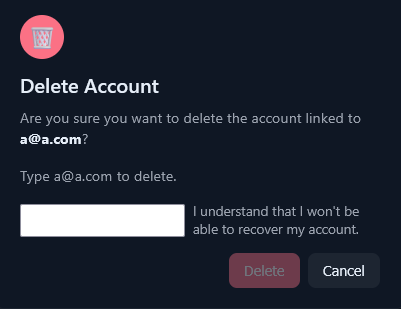 Delete Account
Are you sure you want to delete the account linked to
a@a.com?
Type a@a.com to delete.
I understand that I won't be
able to recover my account.
Delete
Cancel